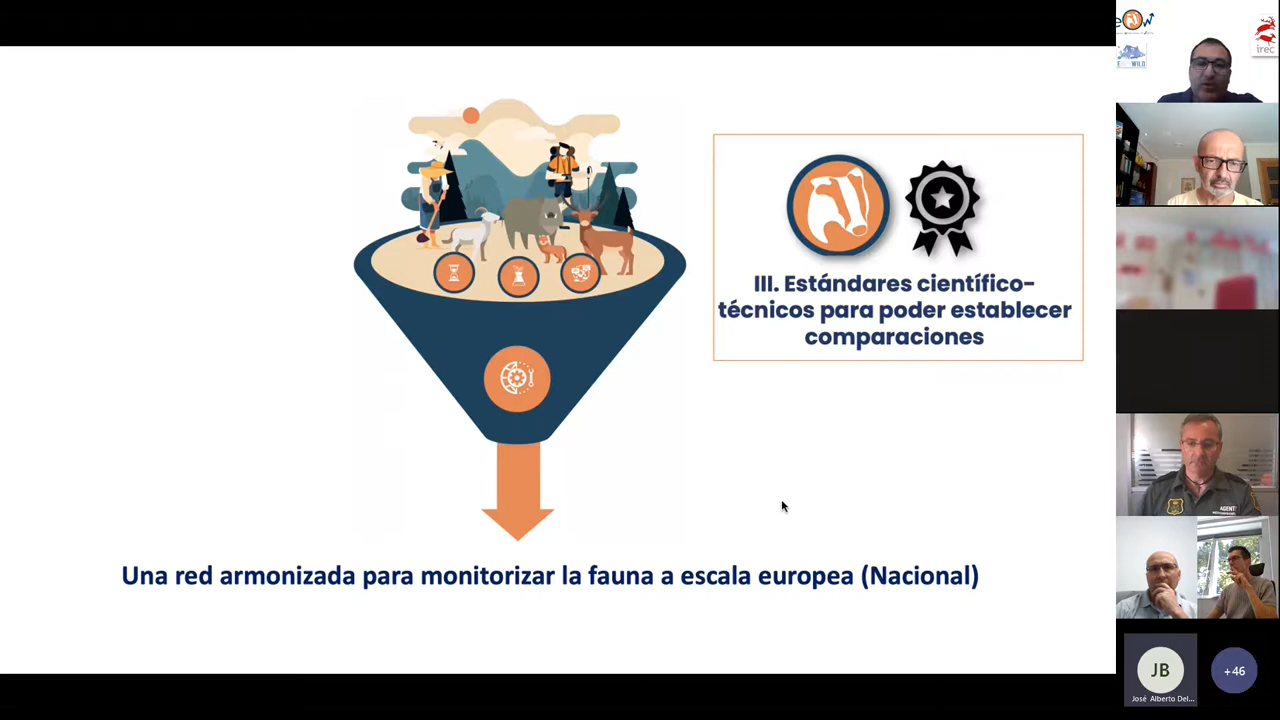 III. Estándares científico-
técnicos para poder establecer
comparaciones
Una red armonizada para monitorizar la fauna a escala europea (Nacional)
eOW
irec
WILD
AGENT
JB
José Alberto Del...
+46